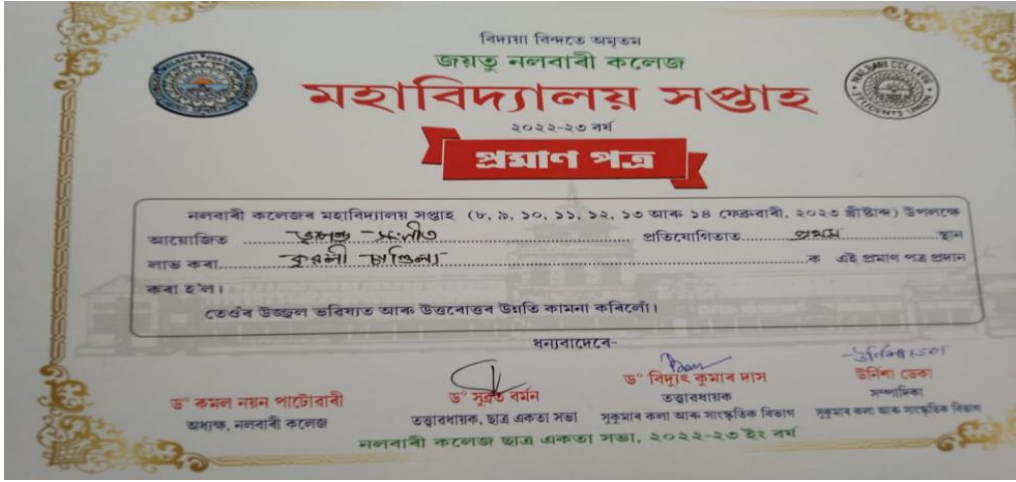 বিদ্যয়া বিন্দতে অমৃতম
জয়তু নলবাৰী কলেজ
মহাবিদ্যালয় সপ্তাহ
NALBARI COLLEGE
STUDENTS UNION
২০২২-২৩ বৰ্ষ
প্ৰমাণ পত্ৰ
নলবাৰী কলেজৰ মহাবিদ্যালয় সপ্তাহ (৮, ৯, ১০, ১১, ১২, ১৩ আৰু ১৪ ফেব্ৰুৱাৰী, ২০২৩ খ্ৰীষ্টাব্দ) উপলক্ষে
আয়োজিত ........ সংগীত ........ প্ৰতিযোগিতাত........প্ৰথম........ স্থান
লাভ কৰা................ক এই প্ৰমাণ পত্ৰ প্ৰদান
কৰা হ'ল।
তেওঁৰ উজ্জ্বল ভৱিষ্যত আৰু উত্তৰোত্তৰ উন্নতি কামনা কৰিলোঁ।
ধন্যবাদেৰে-
ড° কমল নয়ন পাটোৱাৰী
অধ্যক্ষ, নলবাৰী কলেজ
ড° সুব্ৰত বৰ্মন
তত্বাৱধায়ক, ছাত্ৰ একতা সভা
ড° বিদ্যুৎ কুমাৰ দাস
তত্বাৱধায়ক
সুকুমাৰ কলা আৰু সাংস্কৃতিক বিভাগ
উৰ্নিশা ডেকা
সম্পাদিকা
সুকুমাৰ কলা আৰু সাংস্কৃতিক বিভাগ
নলবাৰী কলেজ ছাত্ৰ একতা সভা, ২০২২-২৩ ইং বৰ্ষ